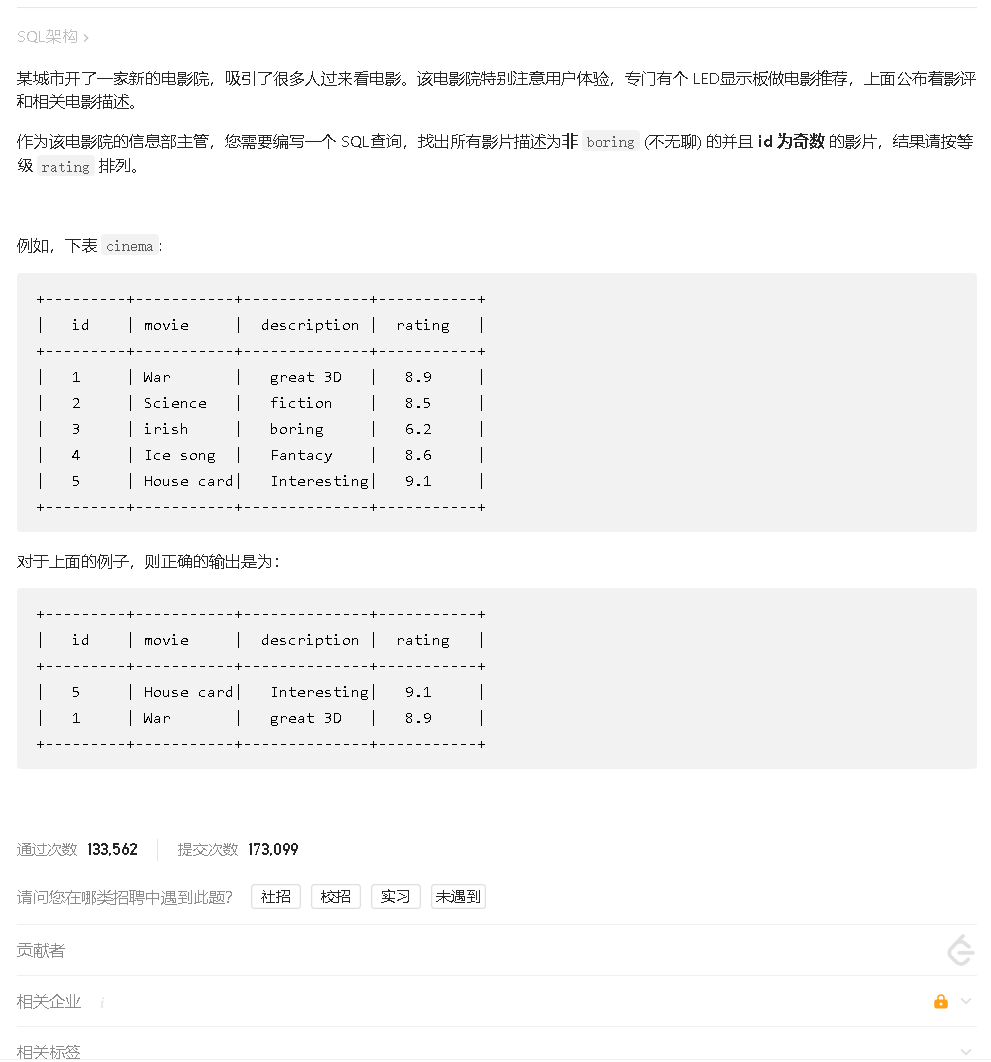 SQL架构 >
某城市开了一家新的电影院，吸引了很多人过来看电影。该电影院特别注意用户体验，专门有个 LED显示板做电影推荐，上面公布着影评
和相关电影描述。
作为该电影院的信息部主管，您需要编写一个 SQL查询，找出所有影片描述为非 boring (不无聊) 的并且 id 为奇数 的影片，结果请按等
级 rating 排列。
例如，下表 cinema:
+---------+-----------+--------------+-----------+
|   id    | movie     |  description |  rating   |
+---------+-----------+--------------+-----------+
|   1     | War       |   great 3D   |   8.9     |
|   2     | Science   |   fiction    |   8.5     |
|   3     | irish     |   boring     |   6.2     |
|   4     | Ice song  |   Fantacy    |   8.6     |
|   5     | House card|   Interesting|   9.1     |
+---------+-----------+--------------+-----------+
对于上面的例子，则正确的输出是为：
+---------+-----------+--------------+-----------+
|   id    | movie     |  description |  rating   |
+---------+-----------+--------------+-----------+
|   5     | House card|   Interesting|   9.1     |
|   1     | War       |   great 3D   |   8.9     |
+---------+-----------+--------------+-----------+
通过次数 133,562 提交次数 173,099
请问您在哪类招聘中遇到此题？ 社招 校招 实习 未遇到
贡献者
相关企业 i
相关标签